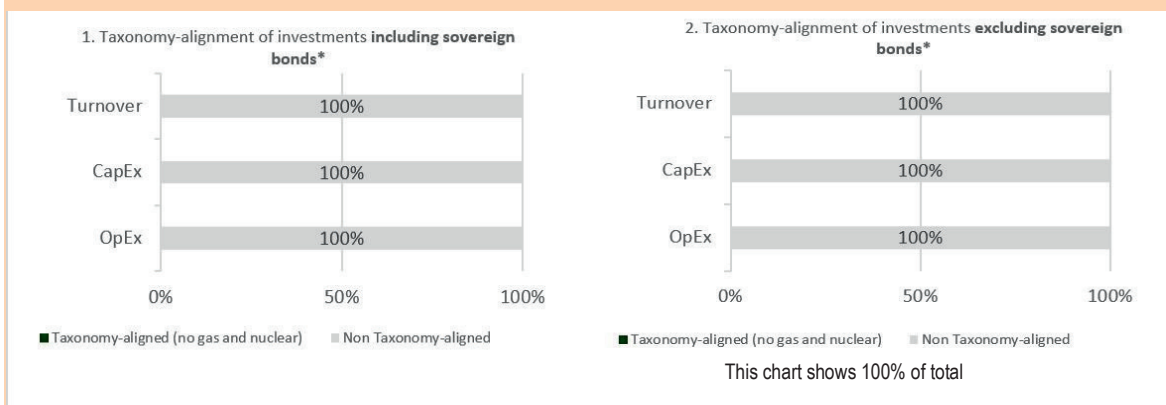 1. Taxonomy-alignment of investments including sovereign
bonds*
Turnover
100%
CapEx
100%
OpEx
100%
0% 50% 100%
Taxonomy-aligned (no gas and nuclear) Non Taxonomy-aligned
2. Taxonomy-alignment of investments excluding sovereign
bonds*
Turnover
100%
CapEx
100%
OpEx
100%
0% 50% 100%
Taxonomy-aligned (no gas and nuclear) Non Taxonomy-aligned
This chart shows 100% of total